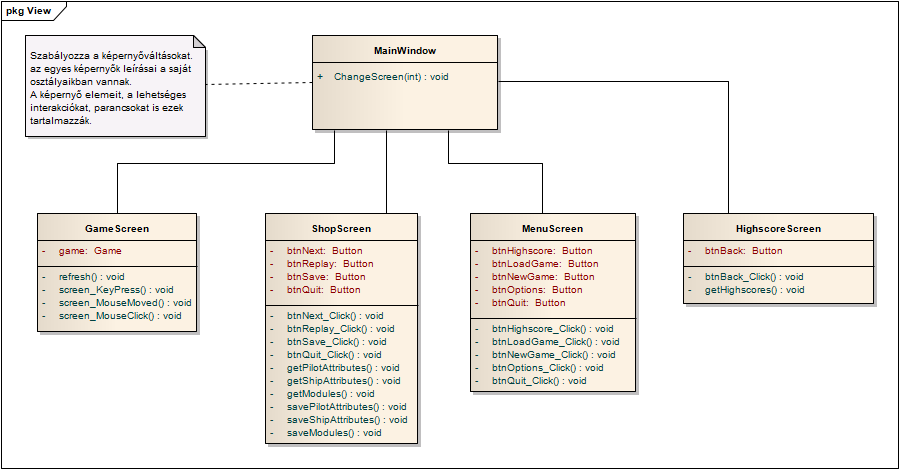 pkg View
Szabályozza a képernyőváltásokat.
az egyes képernyők leírásai a saját
osztályaikban vannak.
A képernyő elemeit, a lehetséges
interakciókat, parancsokat is ezek
tartalmazzák.
MainWindow
+ ChangeScreen(int) : void
GameScreen
- game: Game
- refresh() : void
- screen_KeyPress() : void
- screen_MouseMoved() : void
- screen_MouseClick() : void
ShopScreen
- btnNext: Button
- btnReplay: Button
- btnSave: Button
- btnQuit: Button
- btnNext_Click() : void
- btnReplay_Click() : void
- btnSave_Click() : void
- btnQuit_Click() : void
- getPilotAttributes() : void
- getShipAttributes() : void
- getModules() : void
- savePilotAttributes() : void
- saveShipAttributes() : void
- saveModules() : void
MenuScreen
- btnHighscore: Button
- btnLoadGame: Button
- btnNewGame: Button
- btnOptions: Button
- btnQuit: Button
- btnHighscore_Click() : void
- btnLoadGame_Click() : void
- btnNewGame_Click() : void
- btnOptions_Click() : void
- btnQuit_Click() : void
HighscoreScreen
- btnBack: Button
- btnBack_Click() : void
- getHighscores() : void